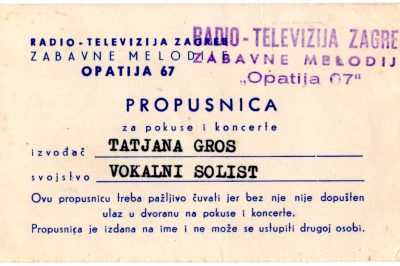 RADIO-TELEVIZIJA ZAGREB
ZABAVNE MELODIJE
OPATIJA 67
RADIO-TELEVIZIJA ZAGRE
ZABAVNE MELODIJ
„Opatija 67"
PROPUSNICA
za pokuse i koncerte
izvođač TATJANA GROS
svojstvo VOKALNI SOLIST
Ovu propusnicu treba pažljivo čuvati jer bez nje nije dopušten
ulaz u dvoranu na pokuse i koncerte.
Propusnica je izdana na ime i ne može se ustupiti drugoj osobi.